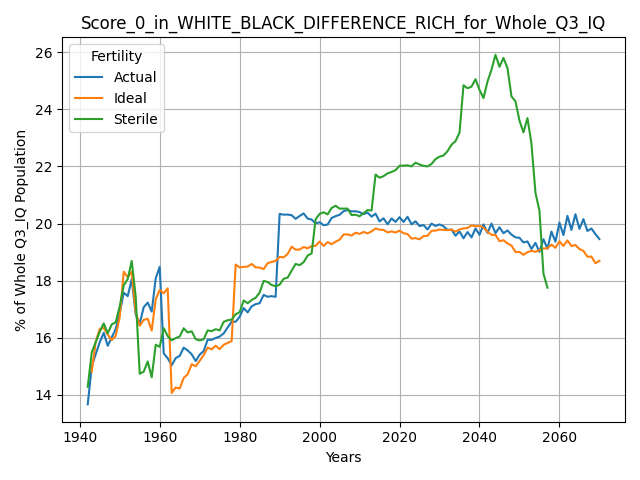 Score_0_in_WHITE_BLACK_DIFFERENCE_RICH_for_Whole_Q3_IQ
% of Whole Q3_IQ Population
26
24
22
20
18
16
14
Fertility
Actual
Ideal
Sterile
1940 1960 1980 2000 2020 2040 2060
Years